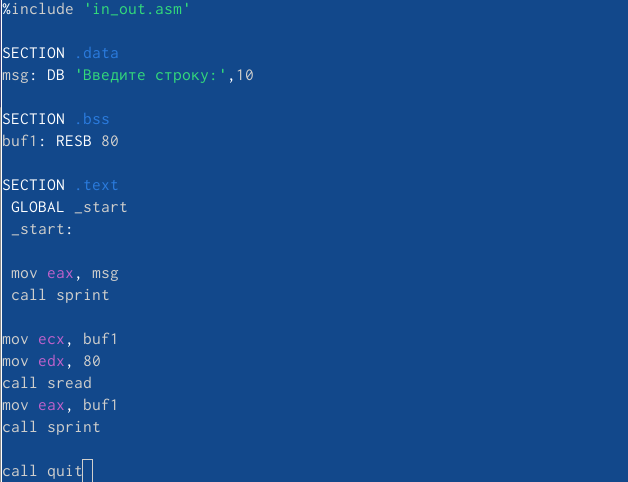 %include 'in_out.asm'
SECTION .data
msg: DB 'Введите строку:',10
SECTION .bss
buf1: RESB 80
SECTION .text
GLOBAL _start
_start:
mov eax, msg
call sprint
mov ecx, buf1
mov edx, 80
call sread
mov eax, buf1
call sprint
call quit